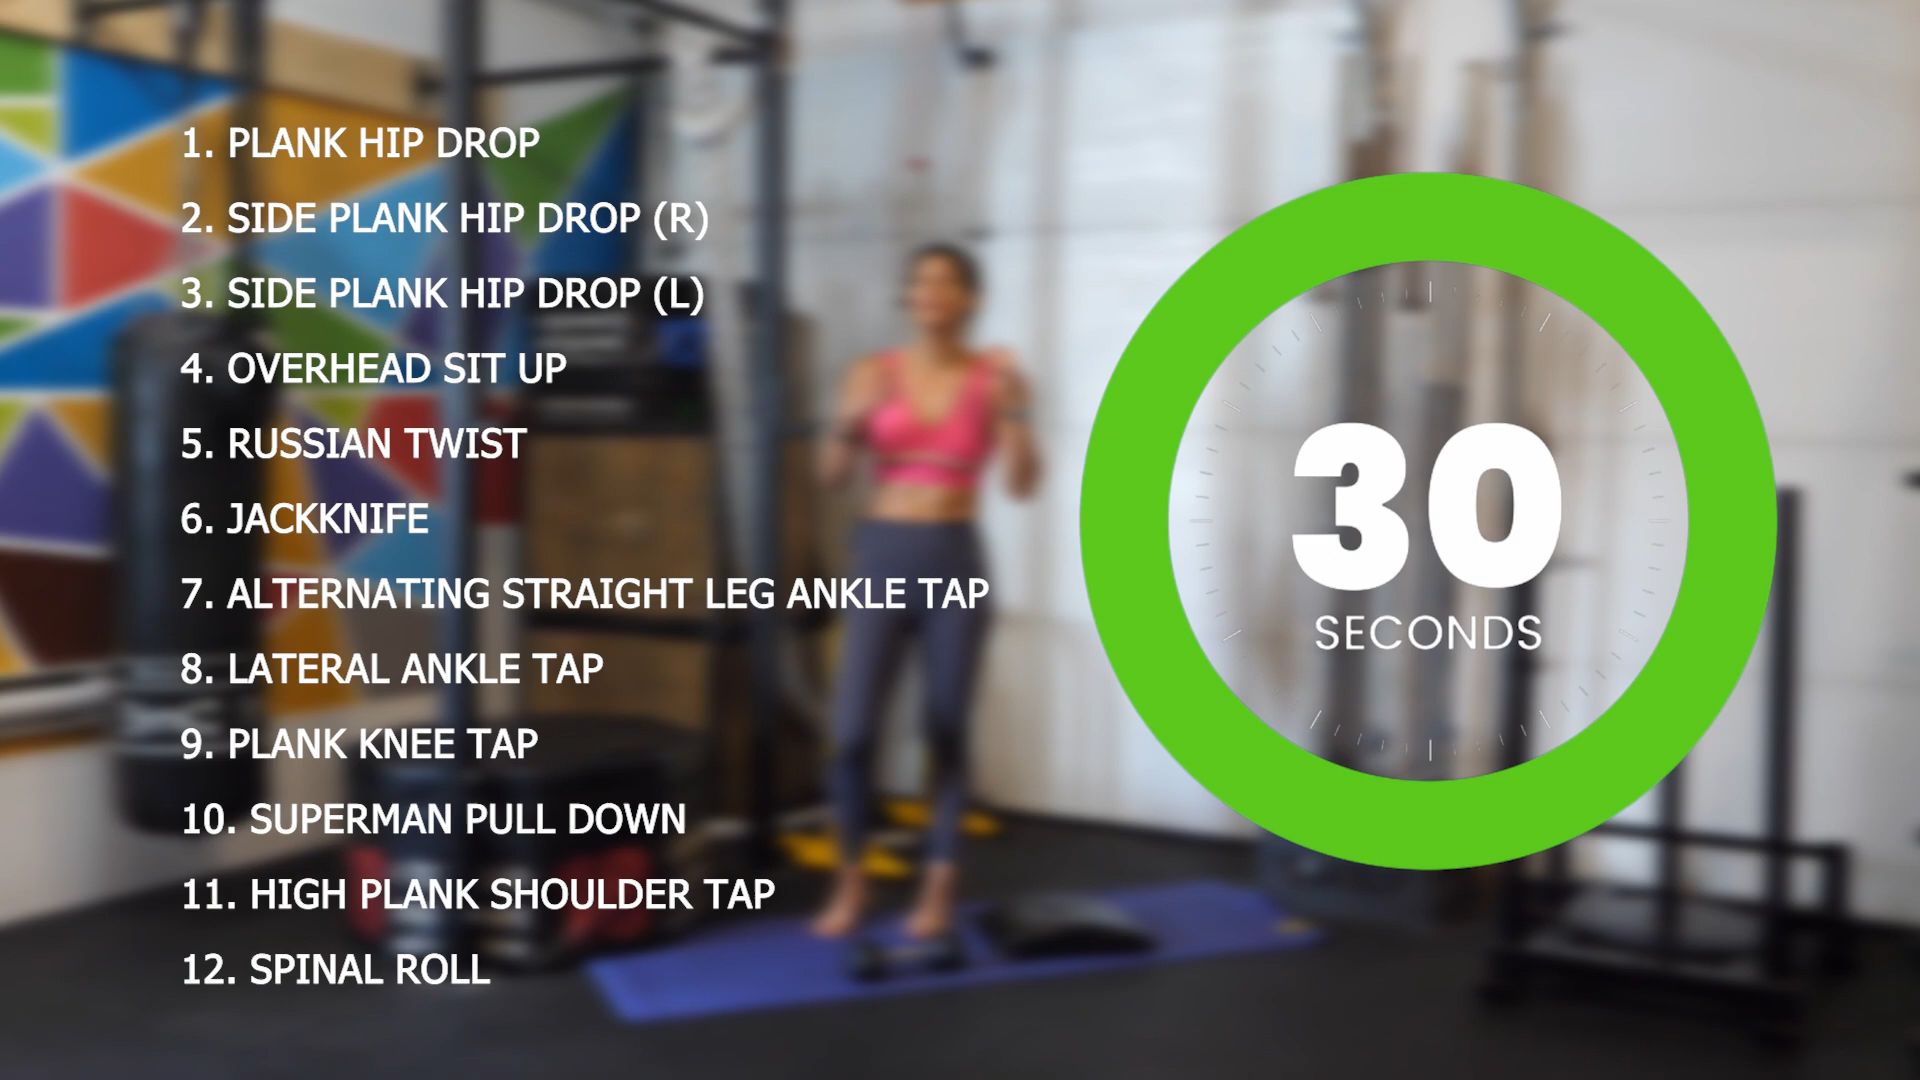 1. PLANK HIP DROP
2. SIDE PLANK HIP DROP (R)
3. SIDE PLANK HIP DROP (L)
4. OVERHEAD SIT UP
5. RUSSIAN TWIST
6. JACKKNIFE
7. ALTERNATING STRAIGHT LEG ANKLE TAP
8. LATERAL ANKLE TAP
9. PLANK KNEE TAP
10. SUPERMAN PULL DOWN
11. HIGH PLANK SHOULDER TAP
12. SPINAL ROLL
30
SECONDS